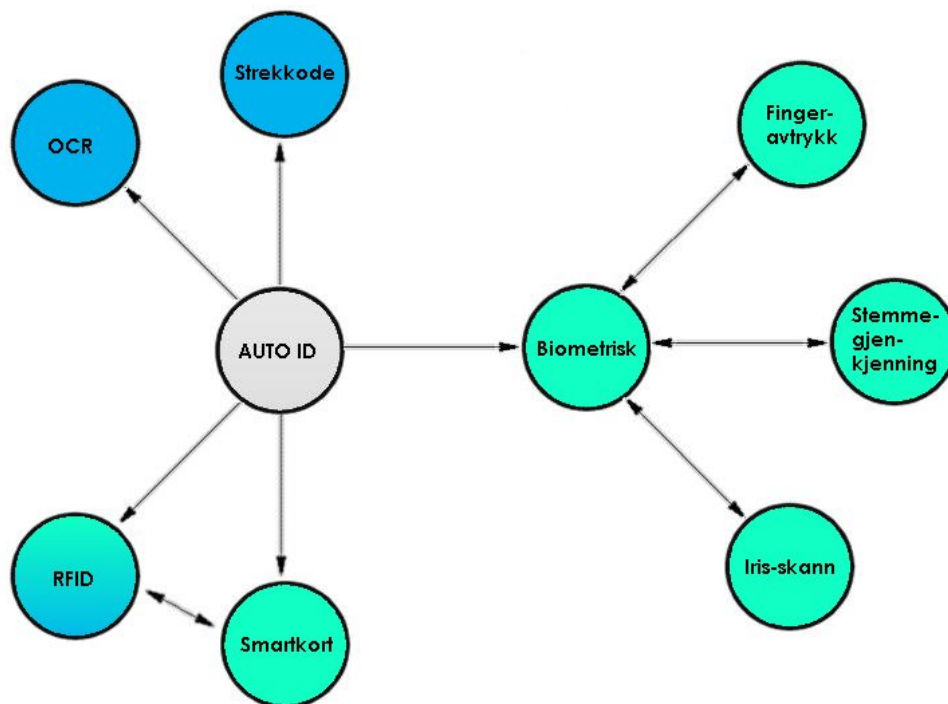 Strekkode
OCR
Finger-
avtrykk
AUTO ID
Biometrisk
Stemme-
gjen-
kjenning
RFID
Smartkort
Iris-skann